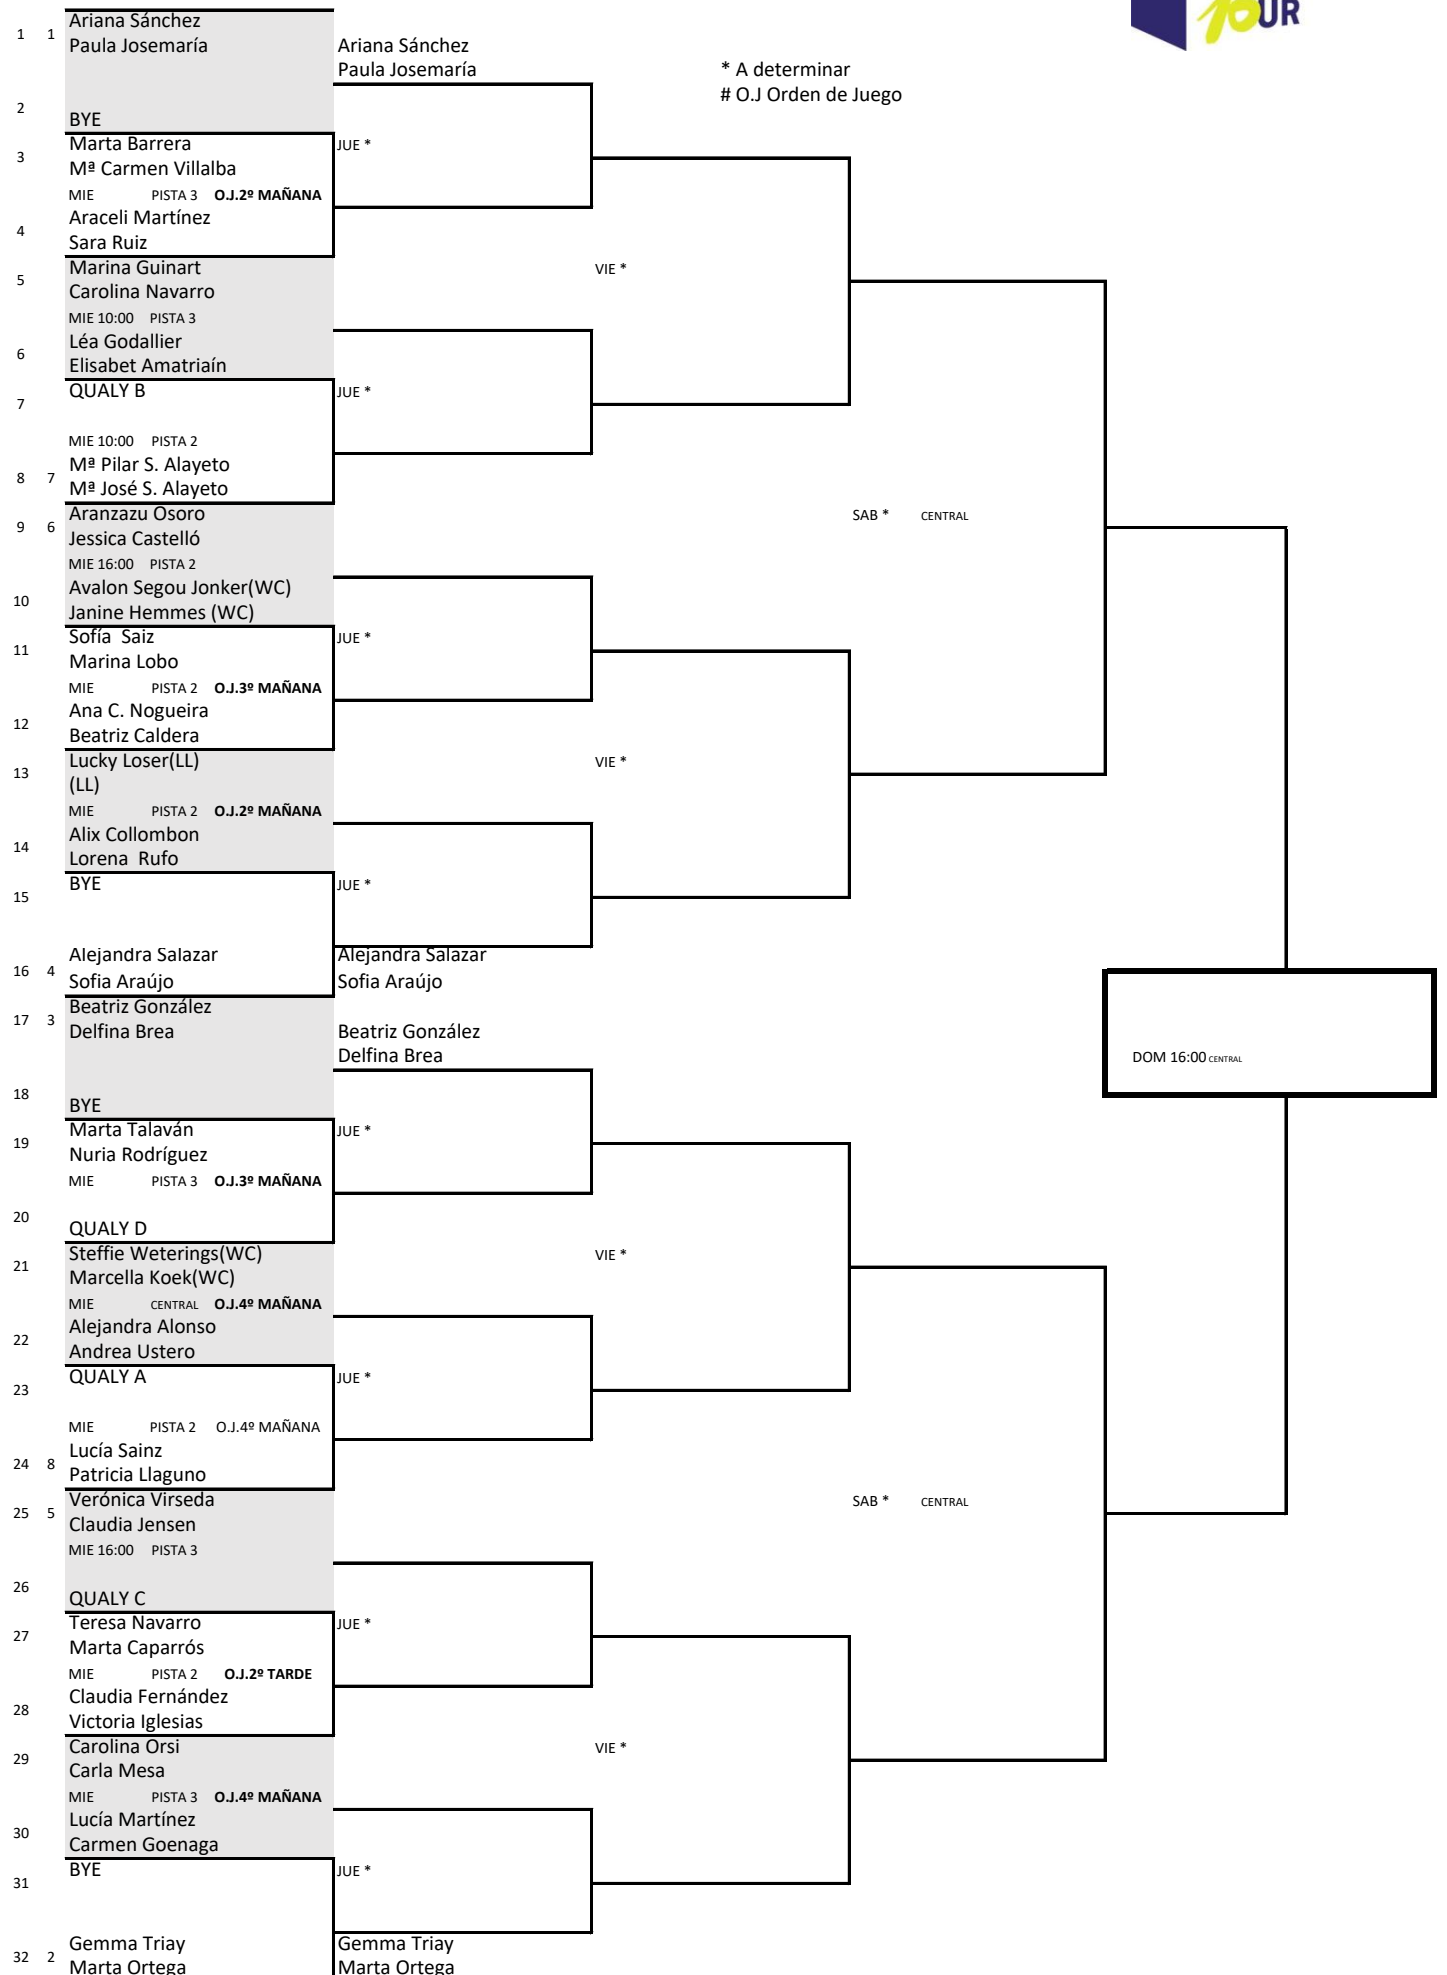 TOUR
1 1 Ariana Sánchez
Paula Josemaría
Ariana Sánchez
Paula Josemaría
* A determinar
# O.J Orden de Juego
2 BYE
3 Marta Barrera
Mª Carmen Villalba
JUE *
MIE PISTA 3 O.J.2º MAÑANA
4 Araceli Martínez
Sara Ruiz
5 Marina Guinart
Carolina Navarro
VIE *
MIE 10:00 PISTA 3
6 Léa Godallier
Elisabet Amatriaín
7 QUALY B
JUE *
MIE 10:00 PISTA 2
8 7 Mª Pilar S. Alayeto
Mª José S. Alayeto
9 6 Aranzazu Osoro
Jessica Castelló
SAB * CENTRAL
MIE 16:00 PISTA 2
10 Avalon Segou Jonker(WC)
Janine Hemmes (WC)
11 Sofía Saiz
Marina Lobo
JUE *
MIE PISTA 2 O.J.3º MAÑANA
12 Ana C. Nogueira
Beatriz Caldera
13 Lucky Loser(LL)
(LL)
VIE *
MIE PISTA 2 O.J.2º MAÑANA
14 Alix Collombon
Lorena Rufo
15 BYE
JUE *
16 4 Alejandra Salazar
Sofia Araújo
Alejandra Salazar
Sofia Araújo
17 3 Beatriz González
Delfina Brea
Beatriz González
Delfina Brea
DOM 16:00 CENTRAL
18 BYE
19 Marta Talaván
Nuria Rodríguez
JUE *
MIE PISTA 3 O.J.3º MAÑANA
20 QUALY D
21 Steffie Weterings(WC)
Marcella Koek(WC)
VIE *
MIE CENTRAL O.J.4º MAÑANA
22 Alejandra Alonso
Andrea Ustero
23 QUALY A
JUE *
MIE PISTA 2 O.J.4º MAÑANA
24 8 Lucía Sainz
Patricia Llaguno
25 5 Verónica Virseda
Claudia Jensen
SAB * CENTRAL
MIE 16:00 PISTA 3
26 QUALY C
27 Teresa Navarro
Marta Caparrós
JUE *
MIE PISTA 2 O.J.2º TARDE
28 Claudia Fernández
Victoria Iglesias
29 Carolina Orsi
Carla Mesa
VIE *
MIE PISTA 3 O.J.4º MAÑANA
30 Lucía Martínez
Carmen Goenaga
31 BYE
JUE *
32 2 Gemma Triay
Marta Ortega
Gemma Triay
Marta Ortega